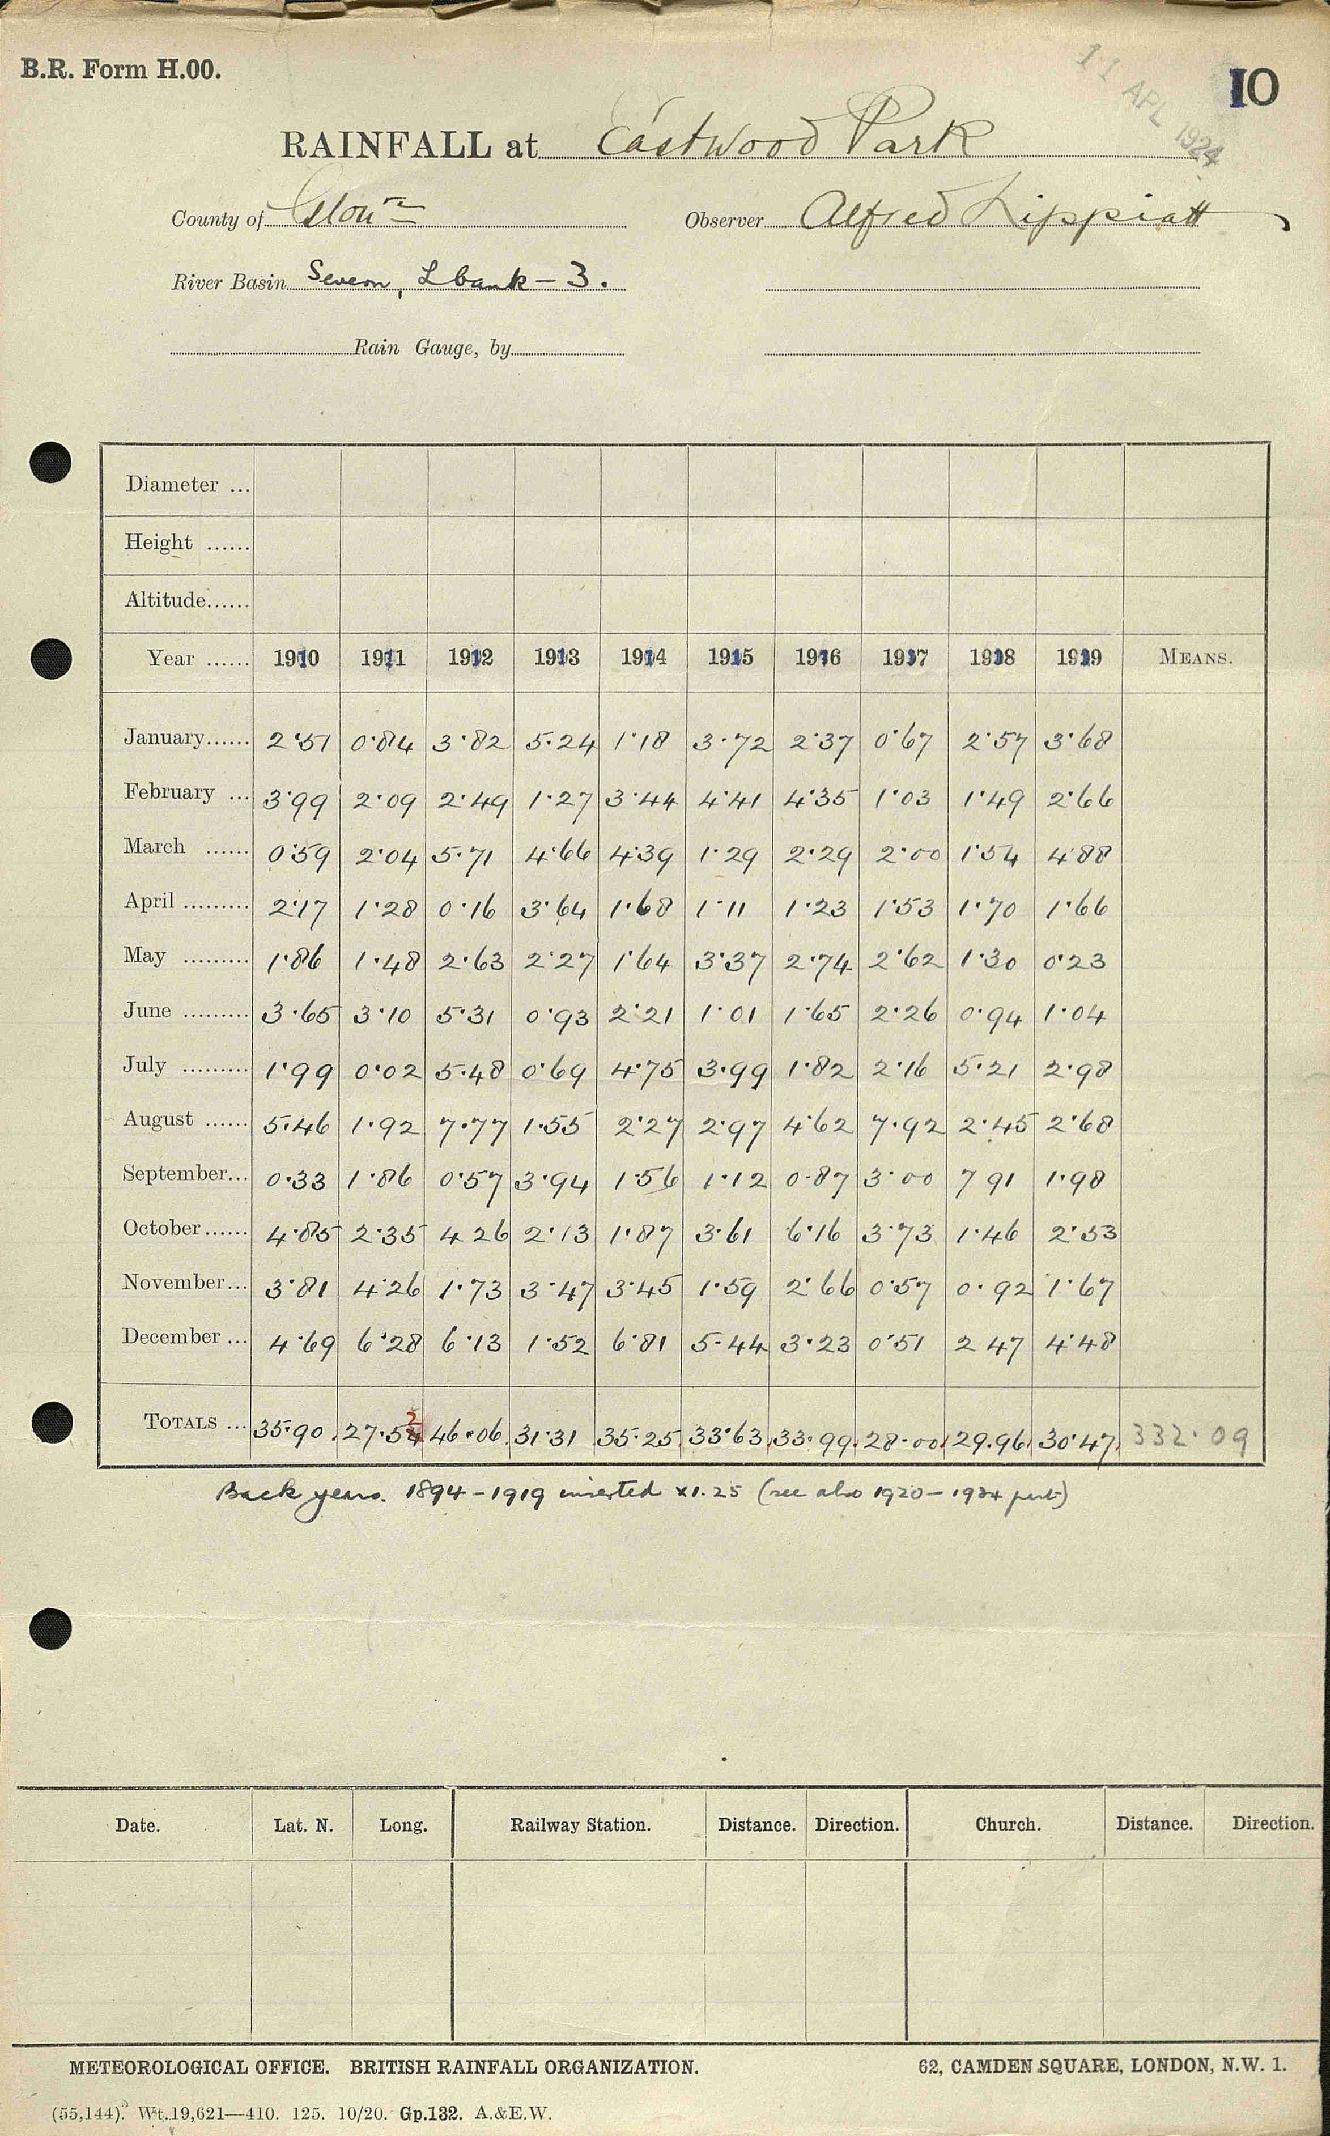 B.R. Form H.00.
11 APL 1924
10
RAINFALL at Eastwood Park
County of Glour Observer Alfred Lippiatt
River Basin Severn, L bank - 3.
Rain Gauge, by
Diameter ...
Height ......
Altitude......
Year ...... 1910 1911 1912 1913 1914 1915 1916 1917 1918 1919 MEANS.
January...... 2.51 0.84 3.82 5.24 1.18 3.72 2.37 0.67 2.57 3.68
February ... 3.99 2.09 2.49 1.27 3.44 4.41 4.35 1.03 1.49 2.66
March ...... 0.59 2.04 5.71 4.66 4.39 1.29 2.29 2.00 1.54 4.88
April ......... 2.17 1.28 0.16 3.64 1.68 1.11 1.23 1.53 1.70 1.66
May ......... 1.86 1.48 2.63 2.27 1.64 3.37 2.74 2.62 1.30 0.23
June ......... 3.65 3.10 5.31 0.93 2.21 1.01 1.65 2.26 0.94 1.04
July ......... 1.99 0.02 5.48 0.69 4.75 3.99 1.82 2.16 5.21 2.98
August ...... 5.46 1.92 7.77 1.55 2.27 2.97 4.62 7.92 2.45 2.68
September... 0.33 1.86 0.57 3.94 1.56 1.12 0.87 3.00 7 91 1.98
October...... 4.85 2.35 4 26 2.13 1.87 3.61 6.16 3.73 1.46 2.53
November... 3.81 4.26 1.73 3.47 3.45 1.59 2.66 0.57 0.92 1.67
December ... 4.69 6.28 6.13 1.52 6.81 5.44 3.23 0.51 2 47 4.48
2
TOTALS ... 35.90 27.54 46.06 31.31 35.25 33.63 33.99 28.00 29.96 30.47 332.09
Back years. 1894 - 1919 inserted x 1.25 (see also 1920 - 1924 pert)
Date. Lat. N. Long. Railway Station. Distance. Direction. Church. Distance. Direction.
METEOROLOGICAL OFFICE. BRITISH RAINFALL ORGANIZATION. 62, CAMDEN SQUARE, LONDON, N.W. 1.
(55,144). Wt.19,621—410. 125. 10/20. Gp.132. A.&E.W.